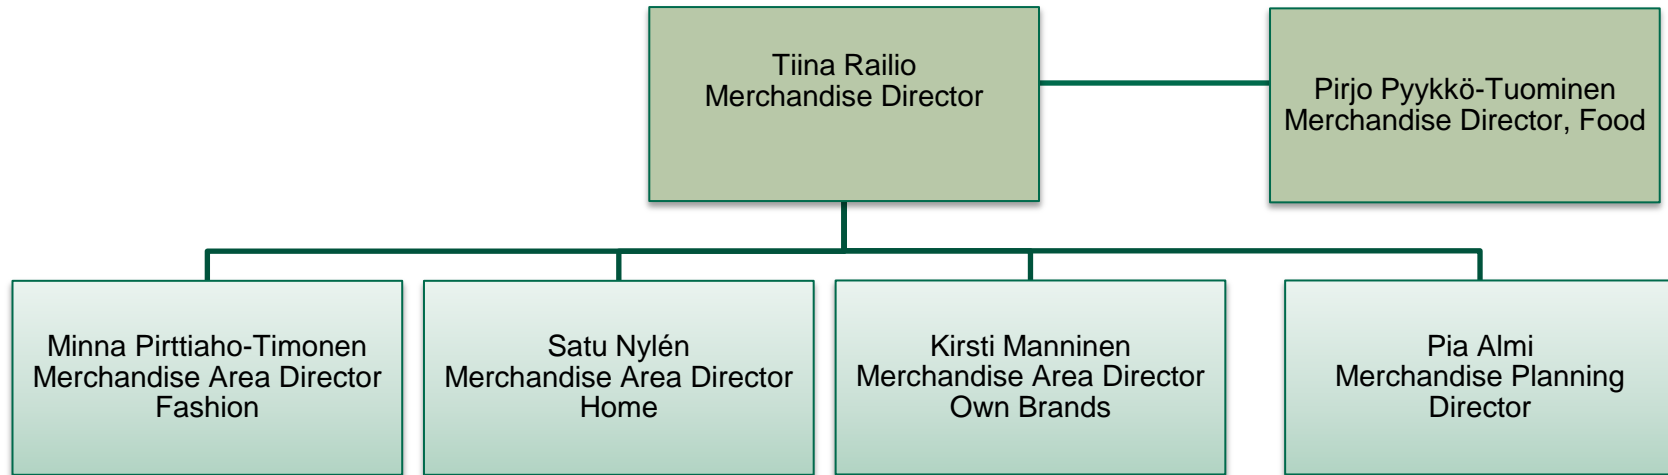 Tiina Railio
Merchandise Director
Pirjo Pyykkö-Tuominen
Merchandise Director, Food
Minna Pirttiaho-Timonen
Merchandise Area Director
Fashion
Satu Nylén
Merchandise Area Director
Home
Kirsti Manninen
Merchandise Area Director
Own Brands
Pia Almi
Merchandise Planning
Director